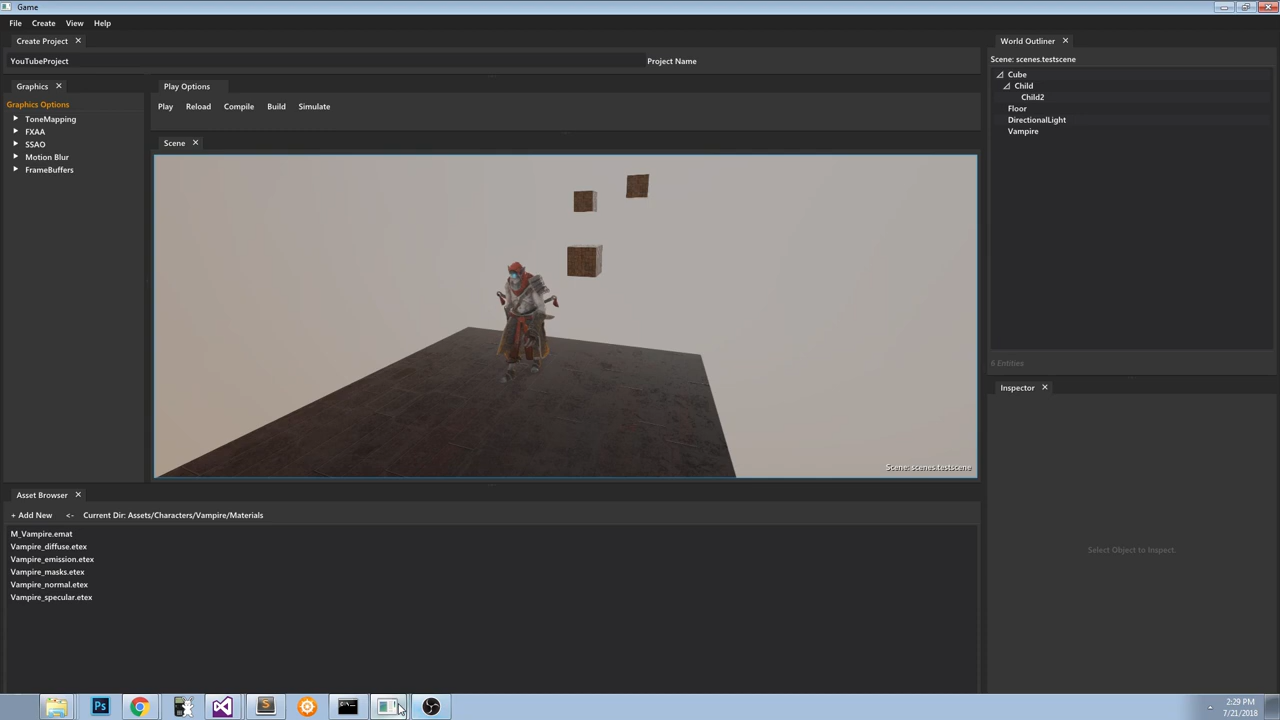 Game
File Create View Help
Create Project
YouTubeProject Project Name
Graphics
Graphics Options
ToneMapping
FXAA
SSAO
Motion Blur
FrameBuffers
Play Options
Play Reload Compile Build Simulate
Scene
Scene: scenes.testscene
World Outliner
Scene: scenes.testscene
Cube
Child
Child2
Floor
DirectionalLight
Vampire
6 Entities
Inspector
Select Object to Inspect.
Asset Browser
+ Add New <- Current Dir: Assets/Characters/Vampire/Materials
M_Vampire.emat
Vampire_diffuse.etex
Vampire_emission.etex
Vampire_masks.etex
Vampire_normal.etex
Vampire_specular.etex
Ps
2:29 PM
7/21/2018